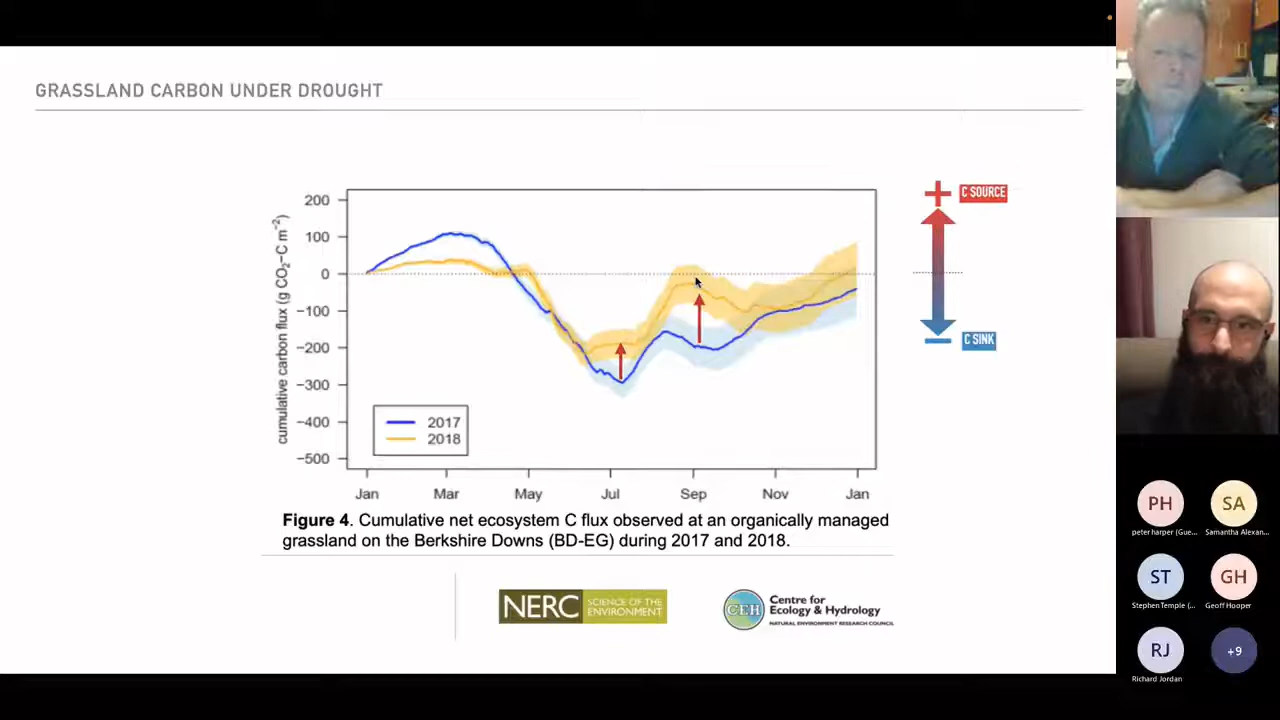 GRASSLAND CARBON UNDER DROUGHT
200
100
0
−100
−200
−300
−400
−500
cumulative carbon flux (g CO₂−C m⁻²)
2017
2018
Jan
Mar
May
Jul
Sep
Nov
Jan
C SOURCE
C SINK
Figure 4. Cumulative net ecosystem C flux observed at an organically managed
grassland on the Berkshire Downs (BD-EG) during 2017 and 2018.
NERC
SCIENCE OF THE
ENVIRONMENT
CEH
Centre for
Ecology & Hydrology
NATURAL ENVIRONMENT RESEARCH COUNCIL
PH
peter harper (Gue...
SA
Samantha Alexan...
ST
Stephen Temple (...
GH
Geoff Hooper
RJ
Richard Jordan
+9